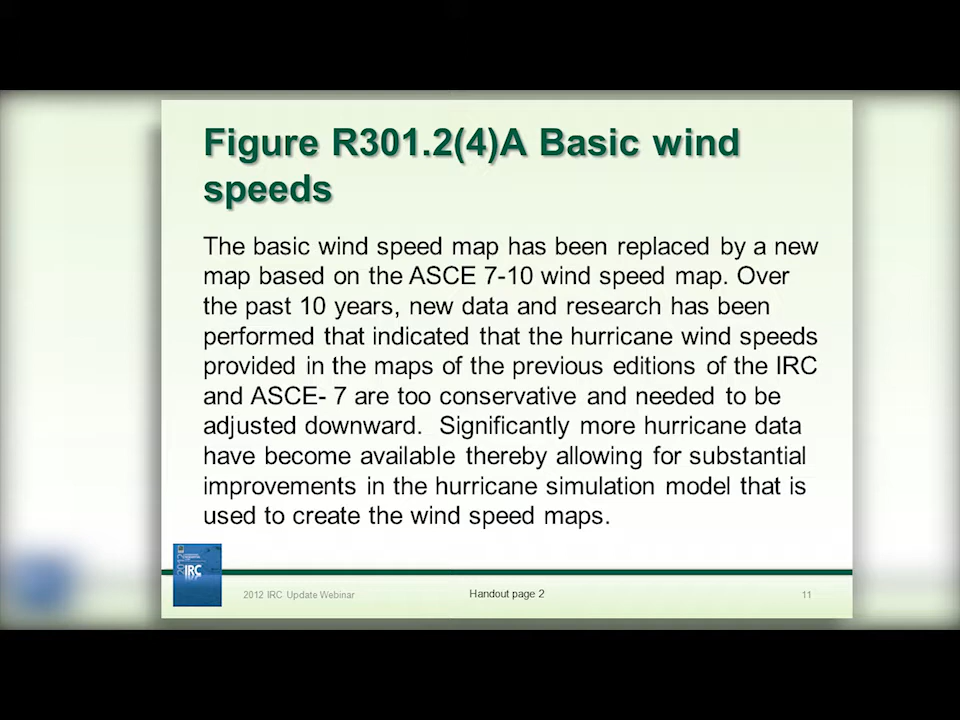 Figure R301.2(4)A Basic wind
speeds
The basic wind speed map has been replaced by a new
map based on the ASCE 7-10 wind speed map. Over
the past 10 years, new data and research has been
performed that indicated that the hurricane wind speeds
provided in the maps of the previous editions of the IRC
and ASCE- 7 are too conservative and needed to be
adjusted downward.  Significantly more hurricane data
have become available thereby allowing for substantial
improvements in the hurricane simulation model that is
used to create the wind speed maps.
2012
IRC
2012 IRC Update Webinar
Handout page 2
11